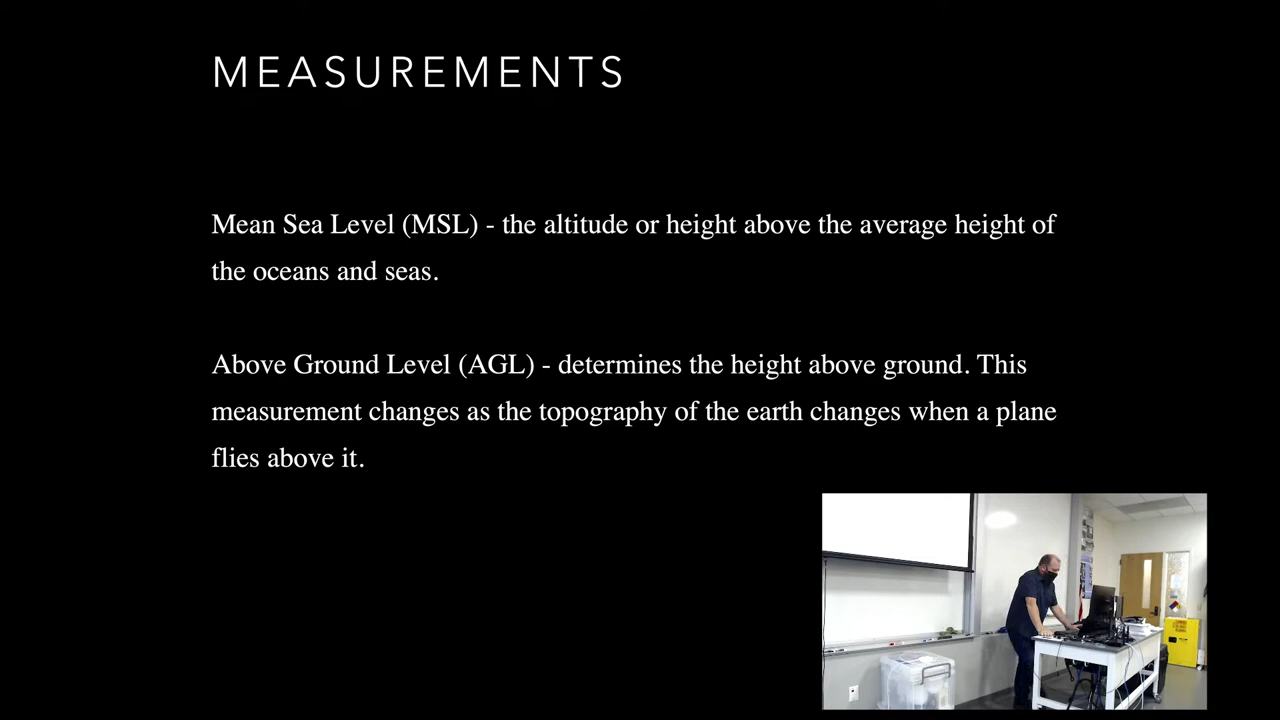 MEASUREMENTS
Mean Sea Level (MSL) - the altitude or height above the average height of
the oceans and seas.
Above Ground Level (AGL) - determines the height above ground. This
measurement changes as the topography of the earth changes when a plane
flies above it.